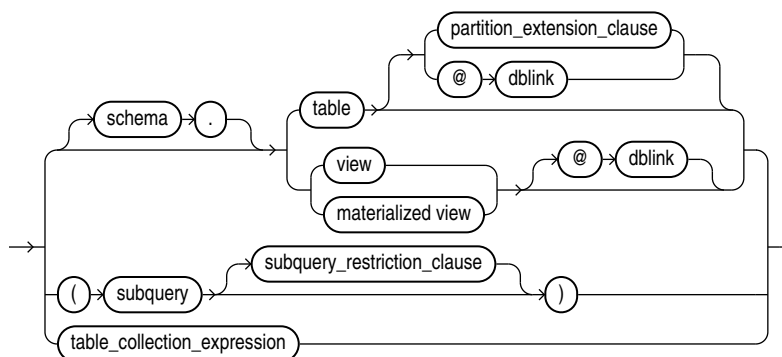 partition_extension_clause
@ dblink
table
schema .
view
@ dblink
materialized view
subquery_restriction_clause
( subquery )
table_collection_expression